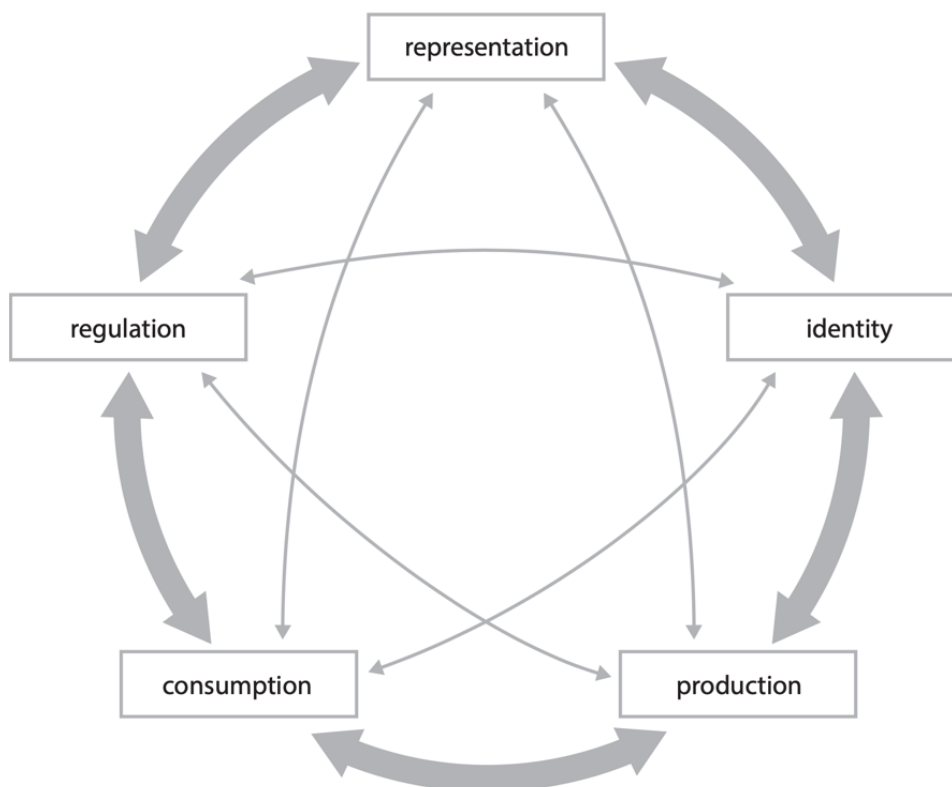 representation
regulation
identity
consumption
production